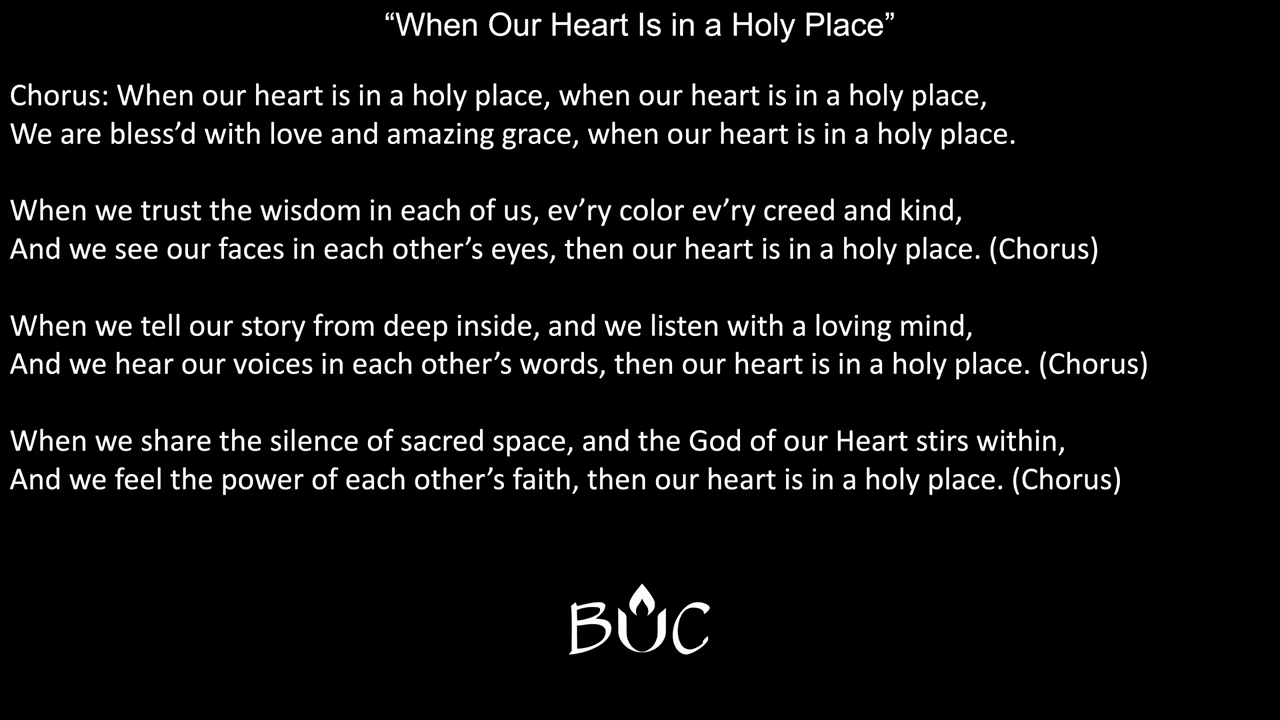 “When Our Heart Is in a Holy Place”
Chorus: When our heart is in a holy place, when our heart is in a holy place,
We are bless’d with love and amazing grace, when our heart is in a holy place.
When we trust the wisdom in each of us, ev’ry color ev’ry creed and kind,
And we see our faces in each other’s eyes, then our heart is in a holy place. (Chorus)
When we tell our story from deep inside, and we listen with a loving mind,
And we hear our voices in each other’s words, then our heart is in a holy place. (Chorus)
When we share the silence of sacred space, and the God of our Heart stirs within,
And we feel the power of each other’s faith, then our heart is in a holy place. (Chorus)
BUC